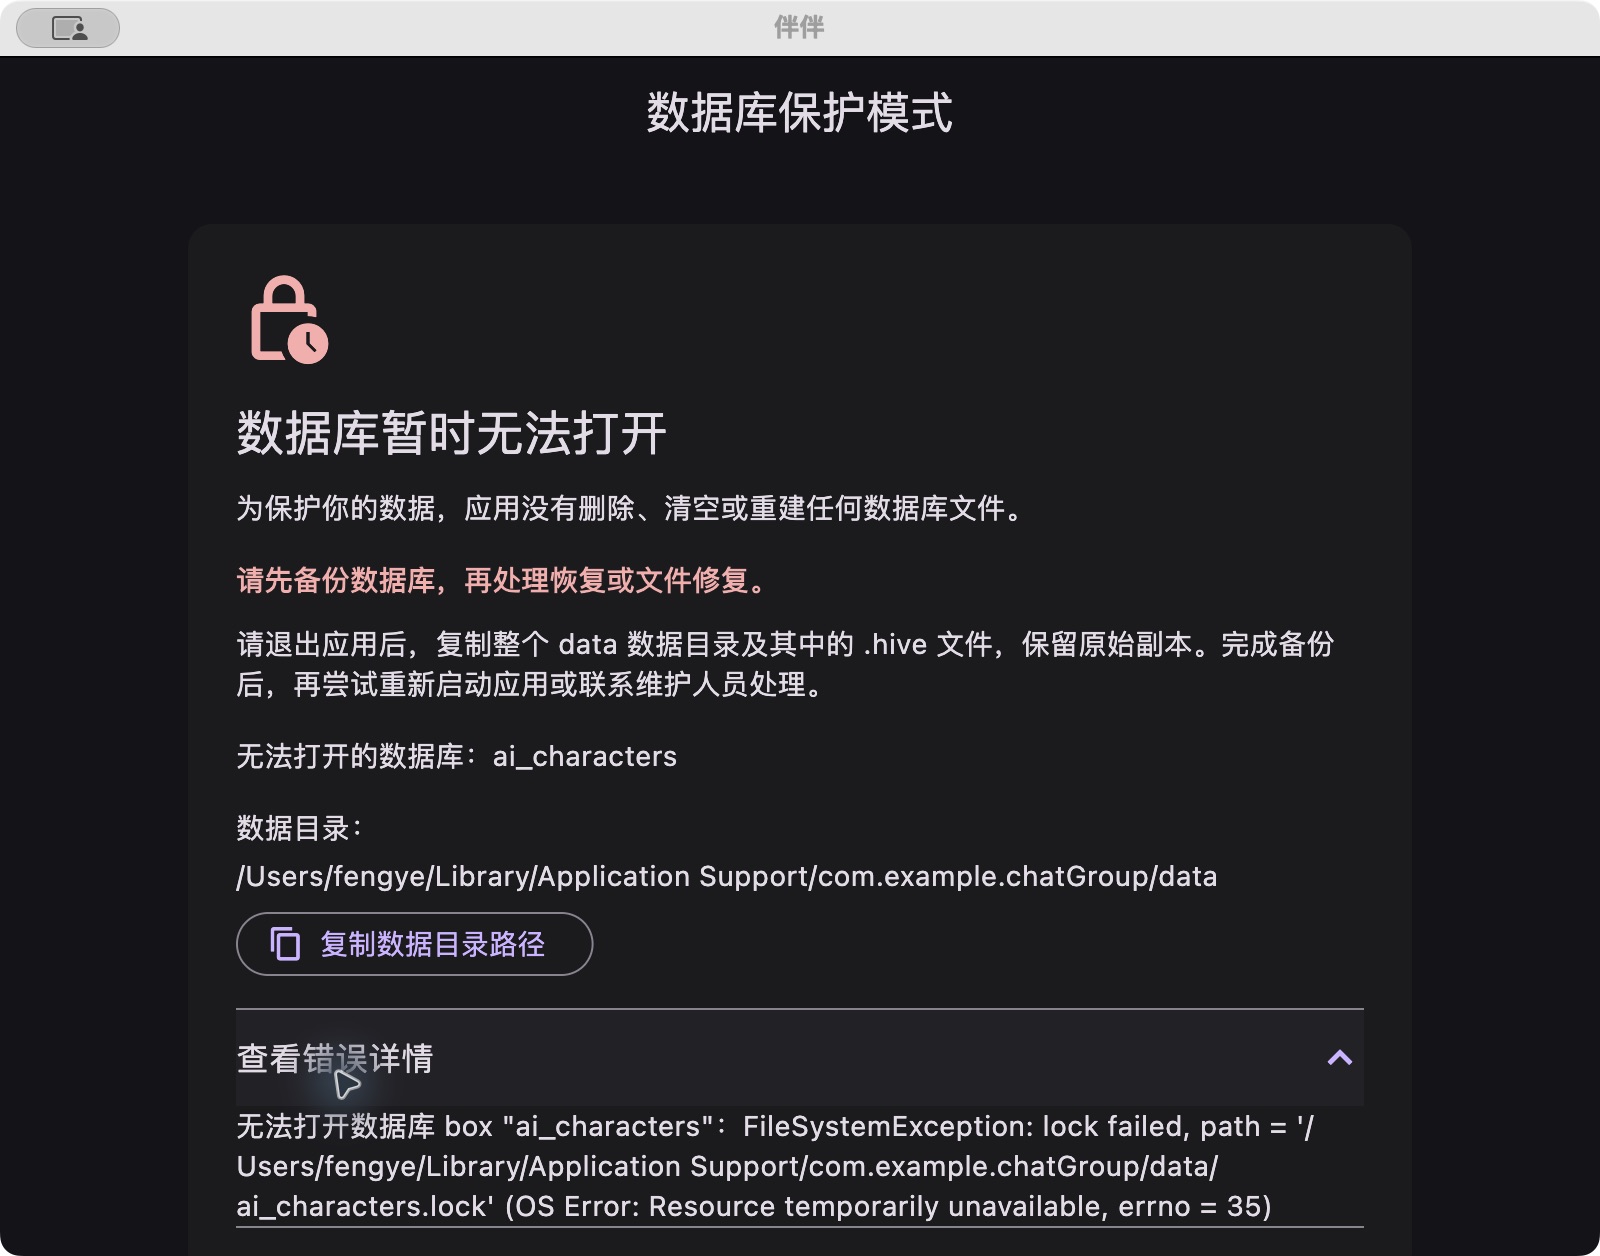 伴伴
数据库保护模式
数据库暂时无法打开
为保护你的数据，应用没有删除、清空或重建任何数据库文件。
请先备份数据库，再处理恢复或文件修复。
请退出应用后，复制整个 data 数据目录及其中的 .hive 文件，保留原始副本。完成备份
后，再尝试重新启动应用或联系维护人员处理。
无法打开的数据库：ai_characters
数据目录：
/Users/fengye/Library/Application Support/com.example.chatGroup/data
复制数据目录路径
查看错误详情
无法打开数据库 box "ai_characters"：FileSystemException: lock failed, path = '/
Users/fengye/Library/Application Support/com.example.chatGroup/data/
ai_characters.lock' (OS Error: Resource temporarily unavailable, errno = 35)